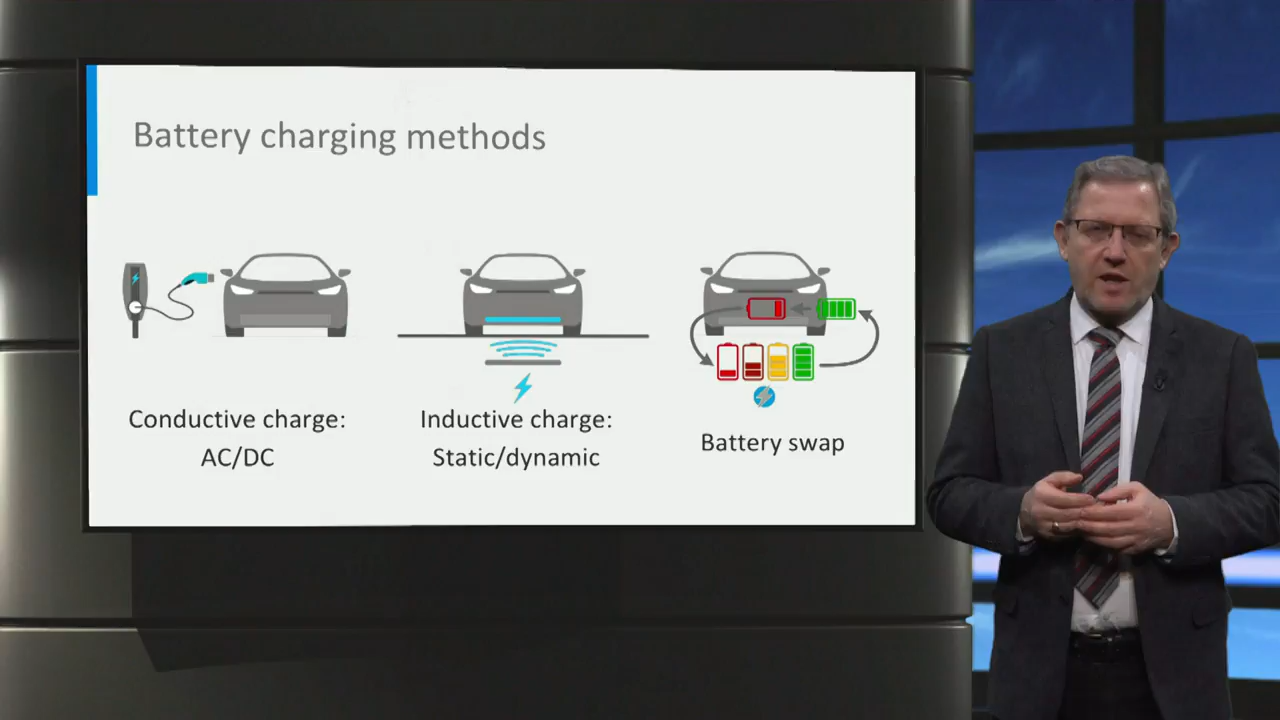 Battery charging methods
Conductive charge:
AC/DC
Inductive charge:
Static/dynamic
Battery swap